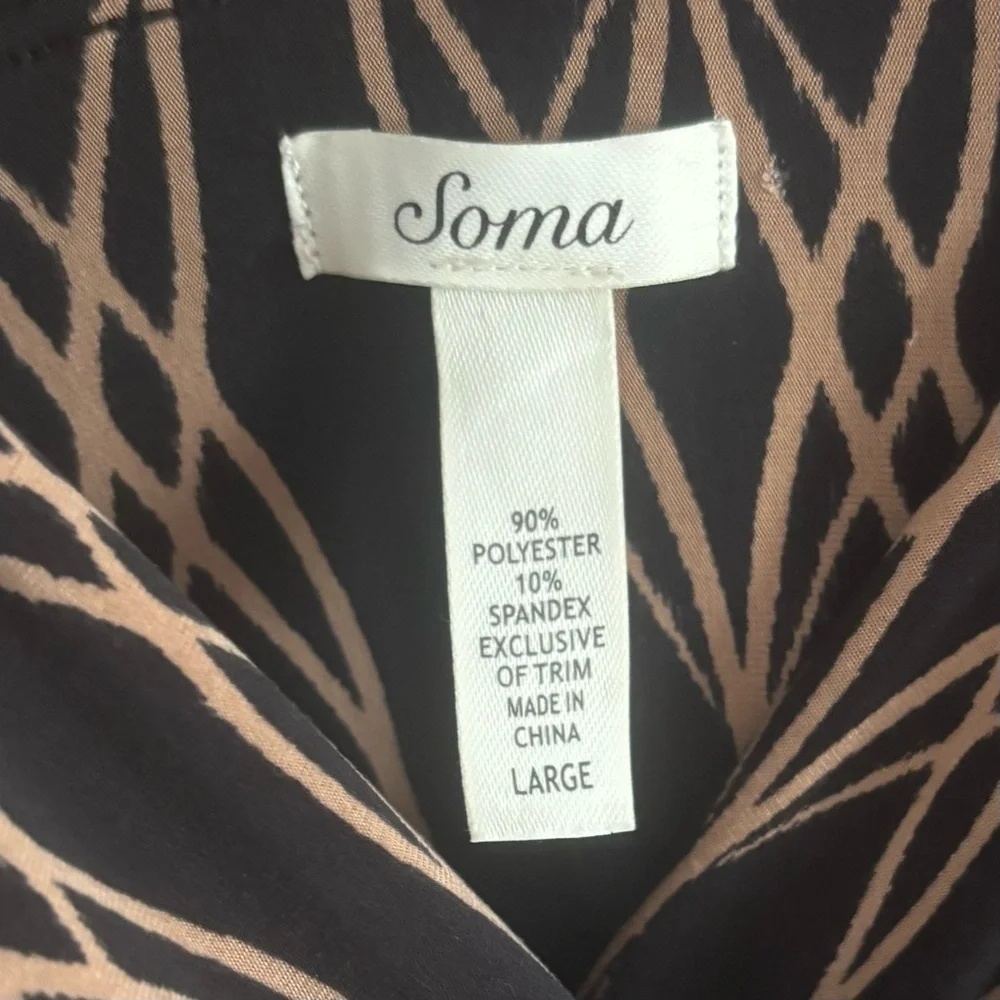 Soma
90%
POLYESTER
10%
SPANDEX
EXCLUSIVE
OF TRIM
MADE IN
CHINA
LARGE